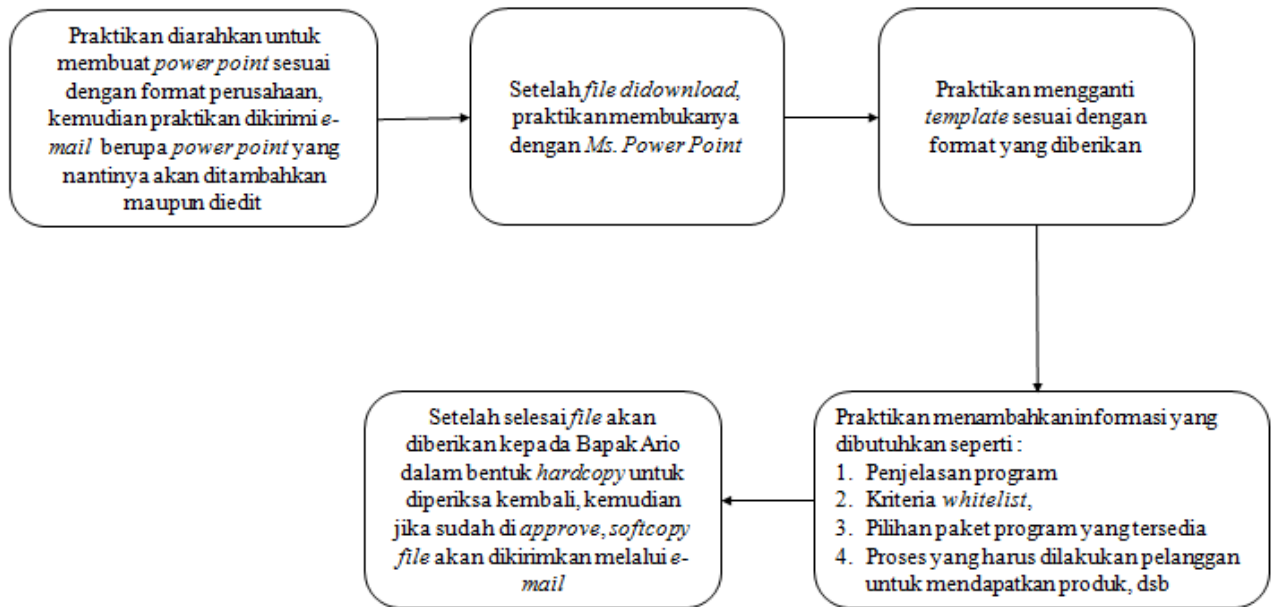 Praktikan diarahkan untuk
membuat power point sesuai
dengan format perusahaan,
kemudian praktikan dikirimi e-
mail berupa power point yang
nantinya akan ditambahkan
maupun diedit
Setelah file didownload,
praktikan membukanya
dengan Ms. Power Point
Praktikan mengganti
template sesuai dengan
format yang diberikan
Praktikan menambahkan informasi yang
dibutuhkan seperti :
1. Penjelasan program
2. Kriteria whitelist,
3. Pilihan paket program yang tersedia
4. Proses yang harus dilakukan pelanggan
untuk mendapatkan produk, dsb
Setelah selesai file akan
diberikan kepada Bapak Ario
dalam bentuk hardcopy untuk
diperiksa kembali, kemudian
jika sudah di approve, softcopy
file akan dikirimkan melalui e-
mail